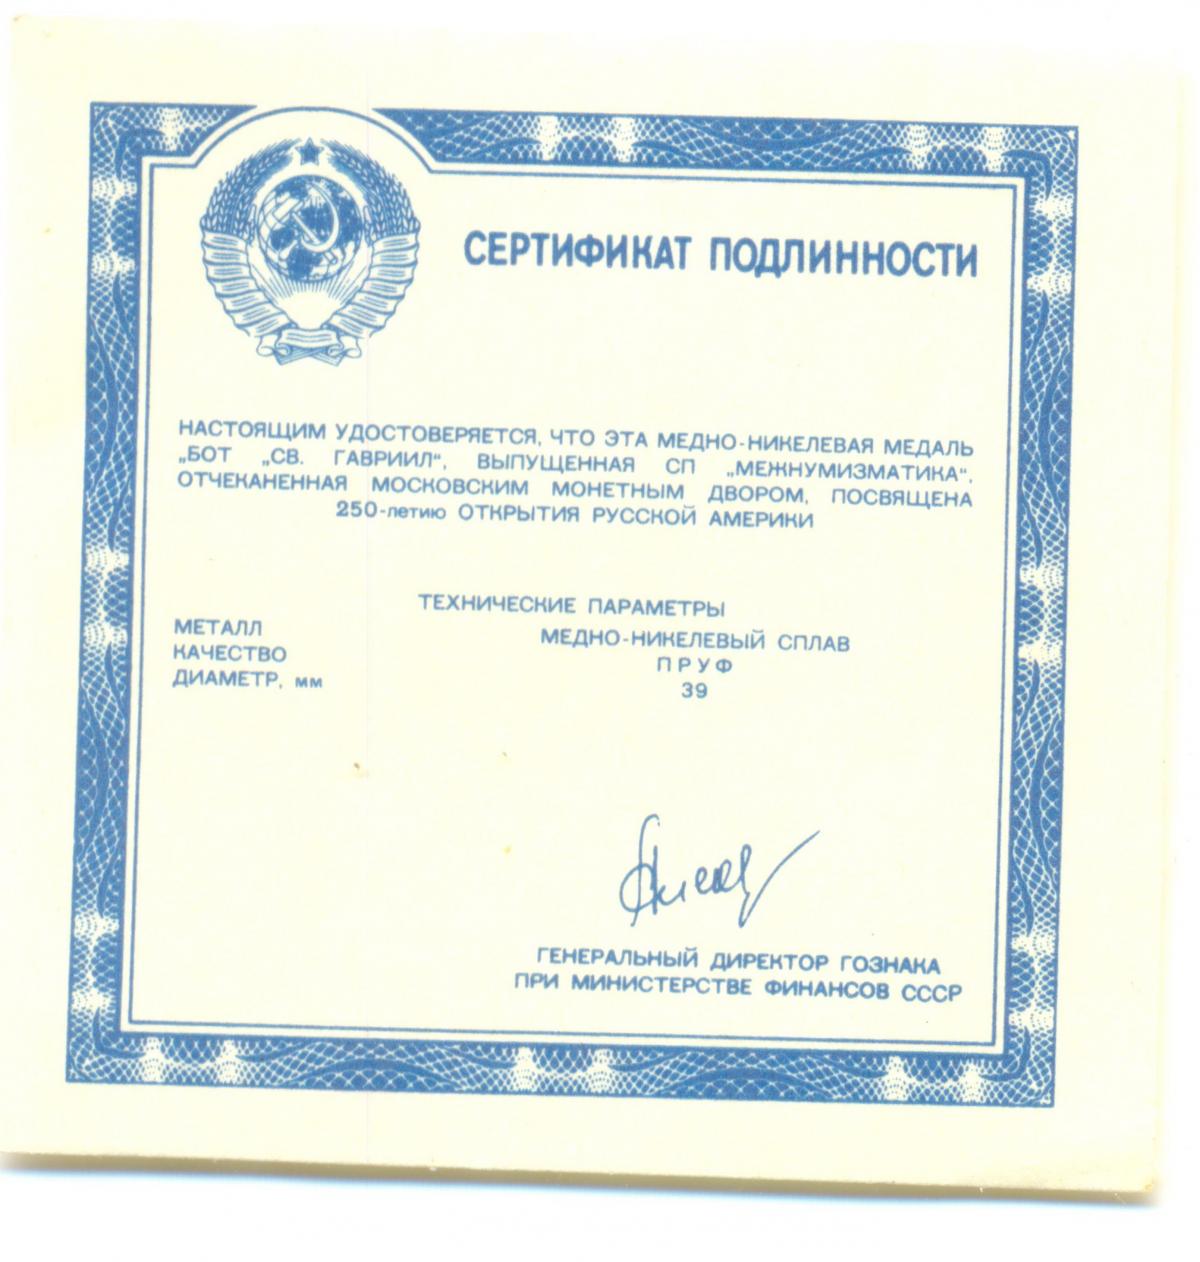 СЕРТИФИКАТ ПОДЛИННОСТИ
НАСТОЯЩИМ УДОСТОВЕРЯЕТСЯ, ЧТО ЭТА МЕДНО-НИКЕЛЕВАЯ МЕДАЛЬ
„БОТ „СВ. ГАВРИИЛ“, ВЫПУЩЕННАЯ СП „МЕЖНУМИЗМАТИКА“,
ОТЧЕКАНЕННАЯ МОСКОВСКИМ МОНЕТНЫМ ДВОРОМ, ПОСВЯЩЕНА
250-летию ОТКРЫТИЯ РУССКОЙ АМЕРИКИ
ТЕХНИЧЕСКИЕ ПАРАМЕТРЫ
МЕТАЛЛ МЕДНО-НИКЕЛЕВЫЙ СПЛАВ
КАЧЕСТВО ПРУФ
ДИАМЕТР, мм 39
ГЕНЕРАЛЬНЫЙ ДИРЕКТОР ГОЗНАКА
ПРИ МИНИСТЕРСТВЕ ФИНАНСОВ СССР